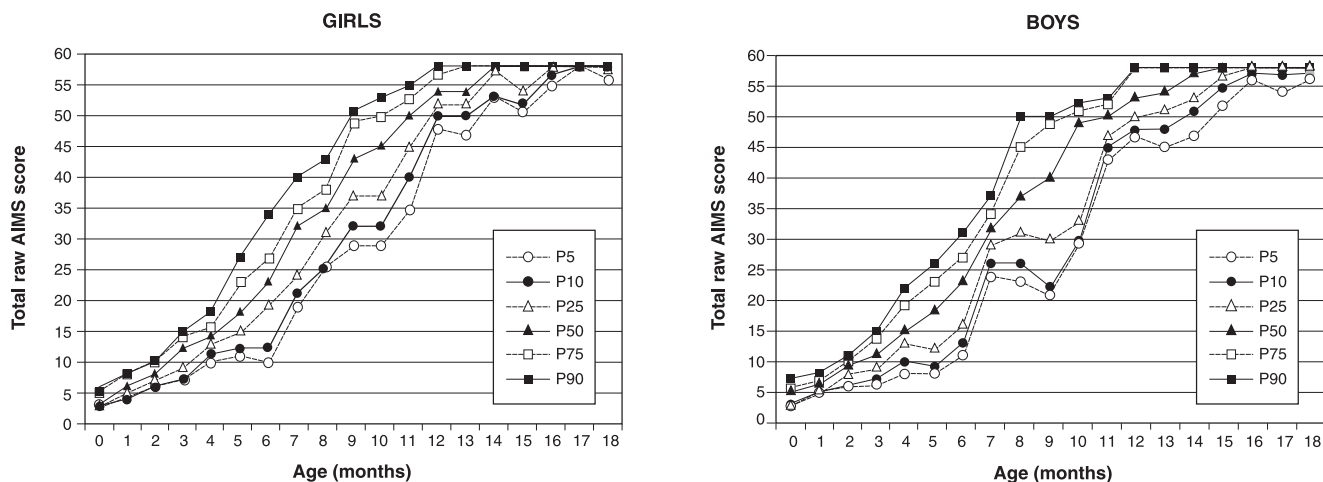 GIRLS
Total raw AIMS score
60
55
50
45
40
35
30
25
20
15
10
5
0
P5
P10
P25
P50
P75
P90
0 1 2 3 4 5 6 7 8 9 10 11 12 13 14 15 16 17 18
Age (months)
BOYS
Total raw AIMS score
60
55
50
45
40
35
30
25
20
15
10
5
0
P5
P10
P25
P50
P75
P90
0 1 2 3 4 5 6 7 8 9 10 11 12 13 14 15 16 17 18
Age (months)